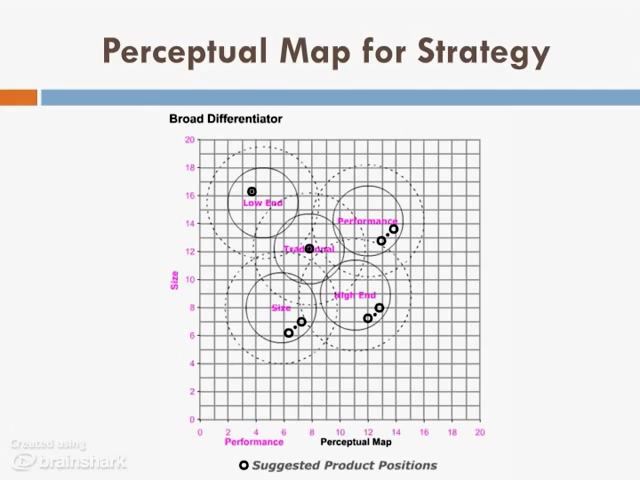 Perceptual Map for Strategy
Broad Differentiator
20
18
16
14
12
10
8
6
4
2
0
Size
Low End
Performance
Traditional
High End
Size
0 2 4 6 8 10 12 14 16 18 20
Performance
Perceptual Map
Suggested Product Positions
Created using
brainshark